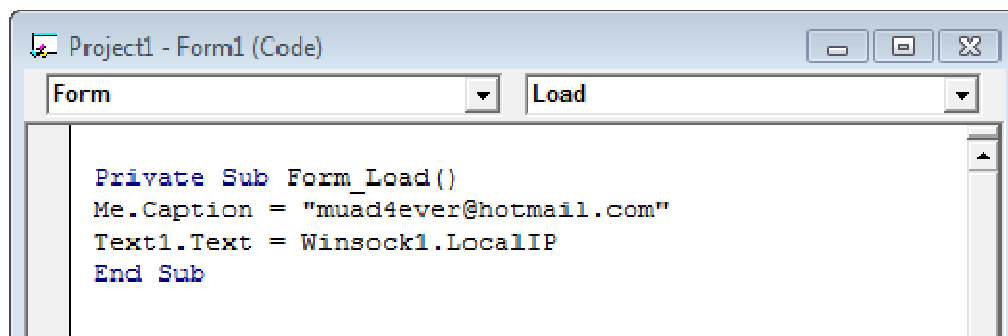 Project1 - Form1 (Code)
Form
Load
Private Sub Form_Load()
Me.Caption = "muad4ever@hotmail.com"
Text1.Text = Winsock1.LocalIP
End Sub